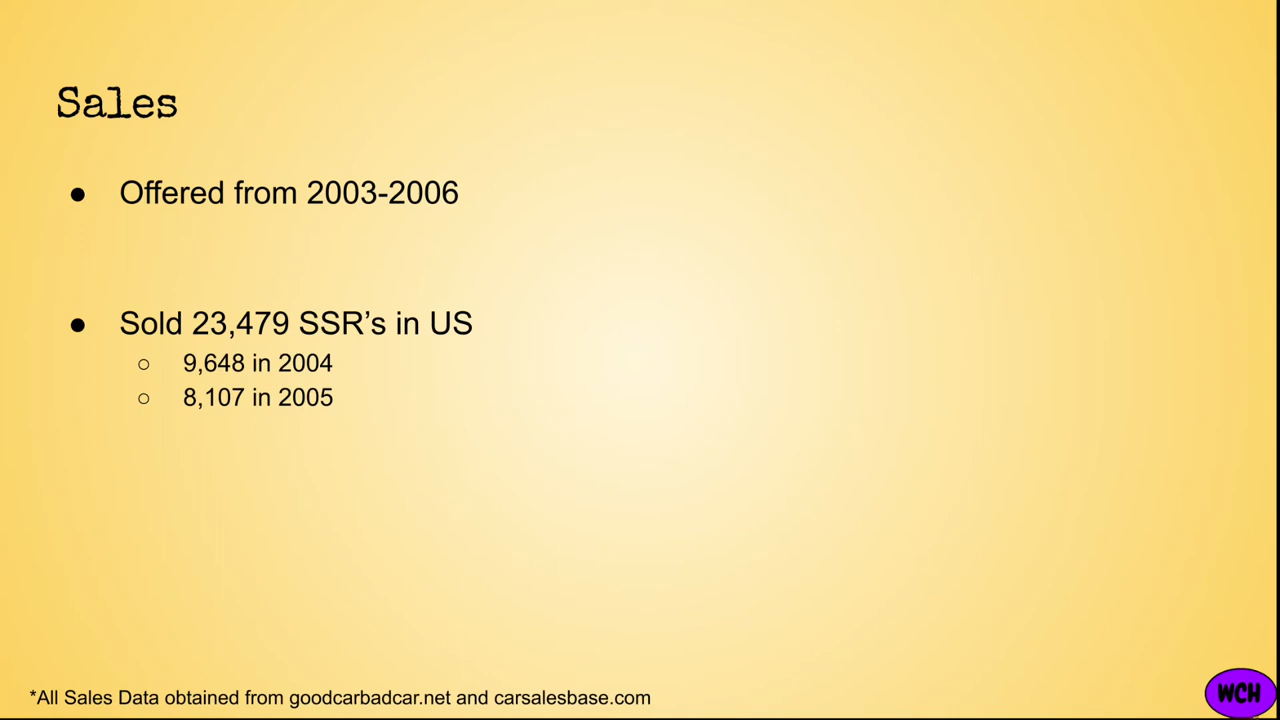 Sales
● Offered from 2003-2006
● Sold 23,479 SSR’s in US
○ 9,648 in 2004
○ 8,107 in 2005
*All Sales Data obtained from goodcarbadcar.net and carsalesbase.com
WCH